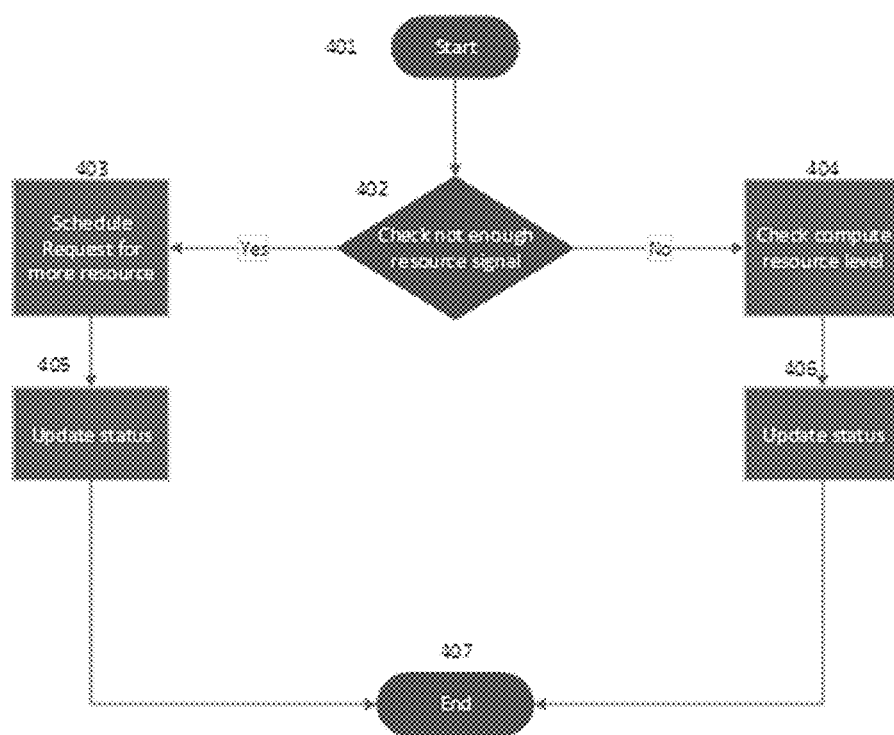 401
Start
403
402
404
Schedule
Request for
more resource
Yes
Check not enough
resource signal
No
Check compute
resource level
405
406
Update status
Update status
407
End